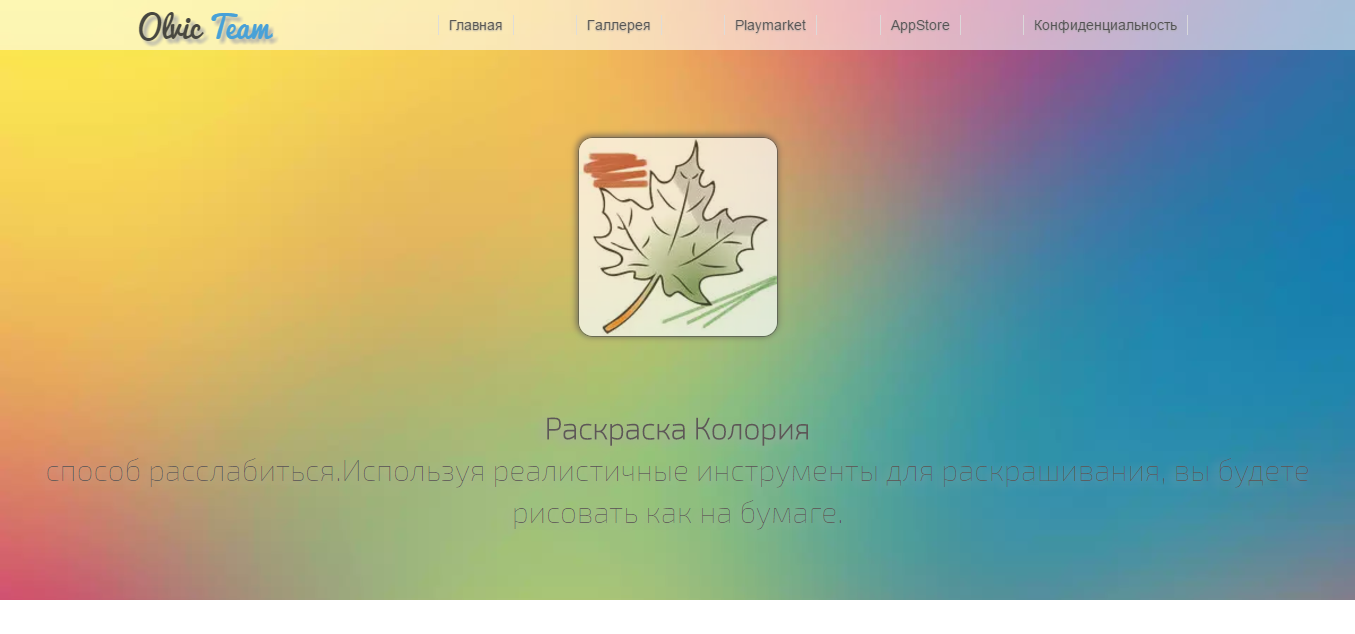 Olvic Team
Главная
Галлерея
Playmarket
AppStore
Конфиденциальность
Раскраска Колория
способ расслабиться.Используя реалистичные инструменты для раскрашивания, вы будете
рисовать как на бумаге.